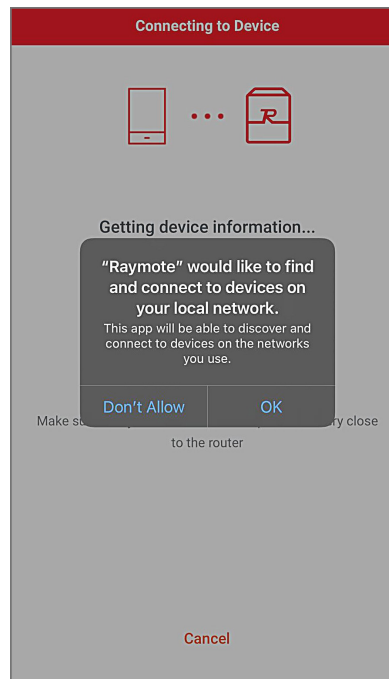 Connecting to Device
R
Getting device information...
“Raymote” would like to find
and connect to devices on
your local network.
This app will be able to discover and
connect to devices on the networks
you use.
Don’t Allow
OK
Make close
to the router
Cancel